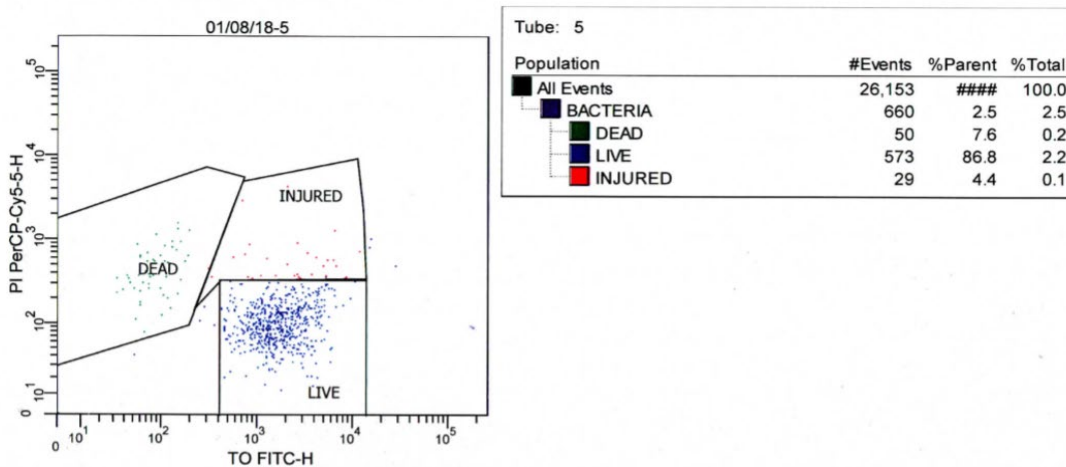 01/08/18-5
PI PerCP-Cy5-5-H
10^5
10^4
10^3
10^2
10^1
0
INJURED
DEAD
LIVE
0 10^1 10^2 10^3 10^4 10^5
TO FITC-H
Tube: 5
Population #Events %Parent %Total
All Events 26,153 #### 100.0
BACTERIA 660 2.5 2.5
DEAD 50 7.6 0.2
LIVE 573 86.8 2.2
INJURED 29 4.4 0.1